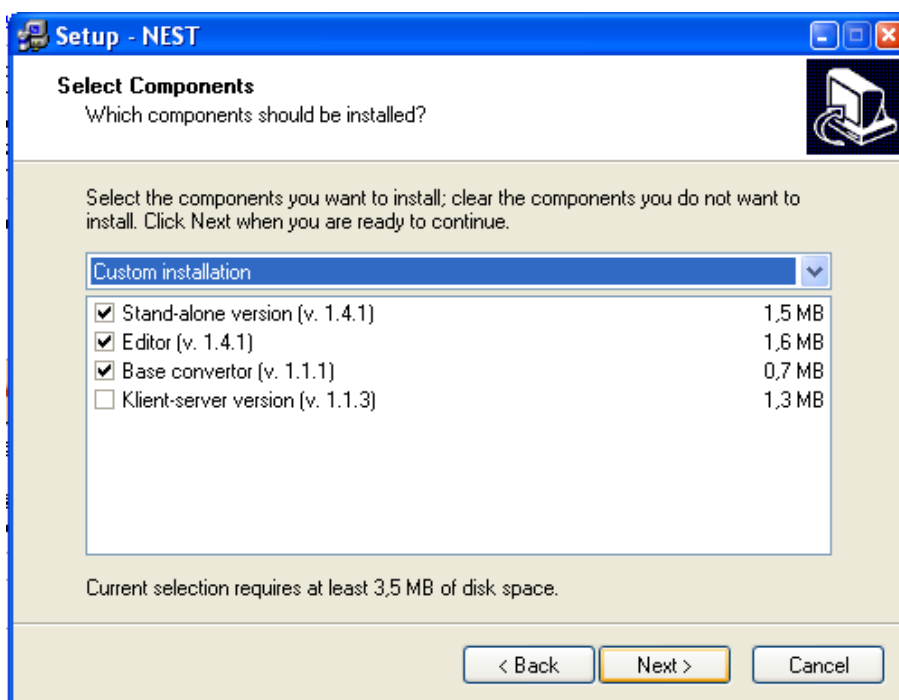 Setup - NEST
Select Components
Which components should be installed?
Select the components you want to install; clear the components you do not want to
install. Click Next when you are ready to continue.
Custom installation
Stand-alone version (v. 1.4.1) 1,5 MB
Editor (v. 1.4.1) 1,6 MB
Base convertor (v. 1.1.1) 0,7 MB
Klient-server version (v. 1.1.3) 1,3 MB
Current selection requires at least 3,5 MB of disk space.
< Back Next > Cancel